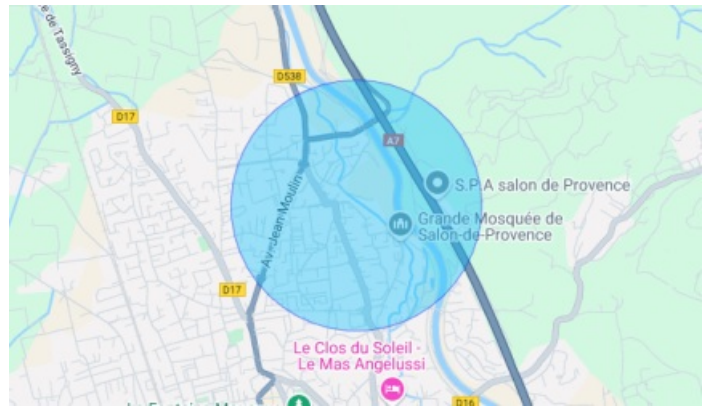 de Tassigny
D538
D17
A7
S.P.A salon de Provence
Av. Jean Moulin
Grande Mosquée de
Salon-de-Provence
D17
Le Clos du Soleil -
Le Mas Angelussi
D16